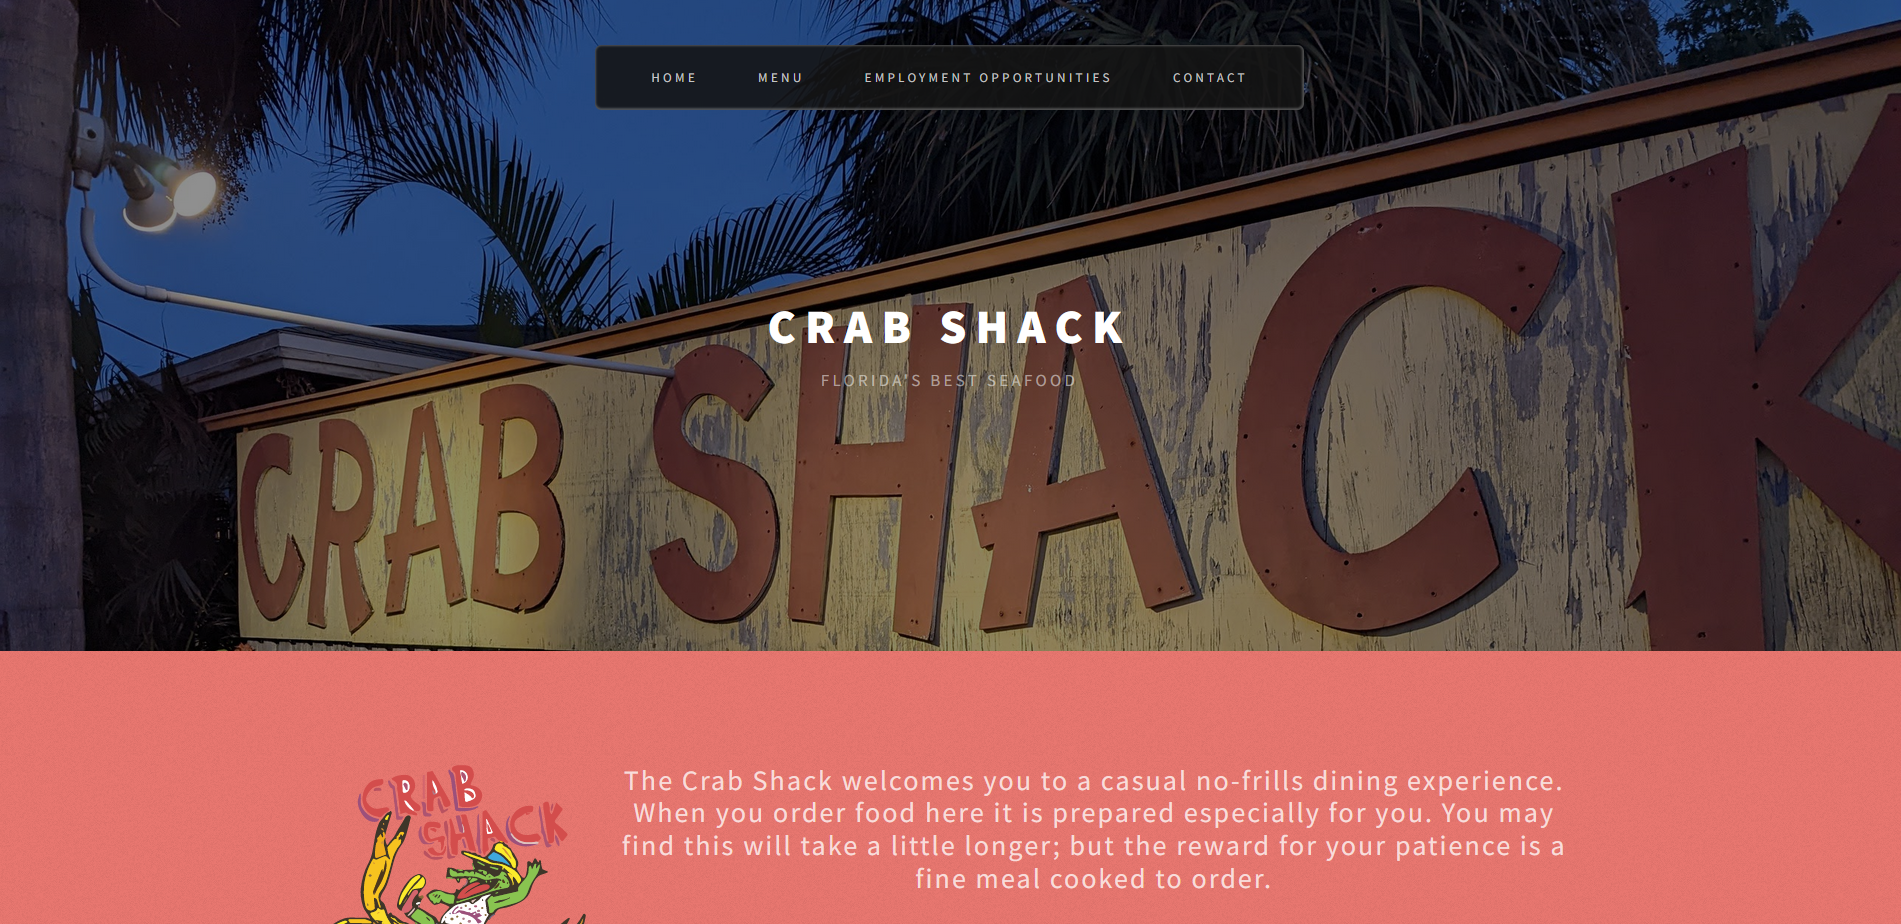 HOME MENU EMPLOYMENT OPPORTUNITIES CONTACT
CRAB SHACK
FLORIDA'S BEST SEAFOOD
CRAB SHACK
CRAB
SHACK
The Crab Shack welcomes you to a casual no-frills dining experience.
When you order food here it is prepared especially for you. You may
find this will take a little longer; but the reward for your patience is a
fine meal cooked to order.